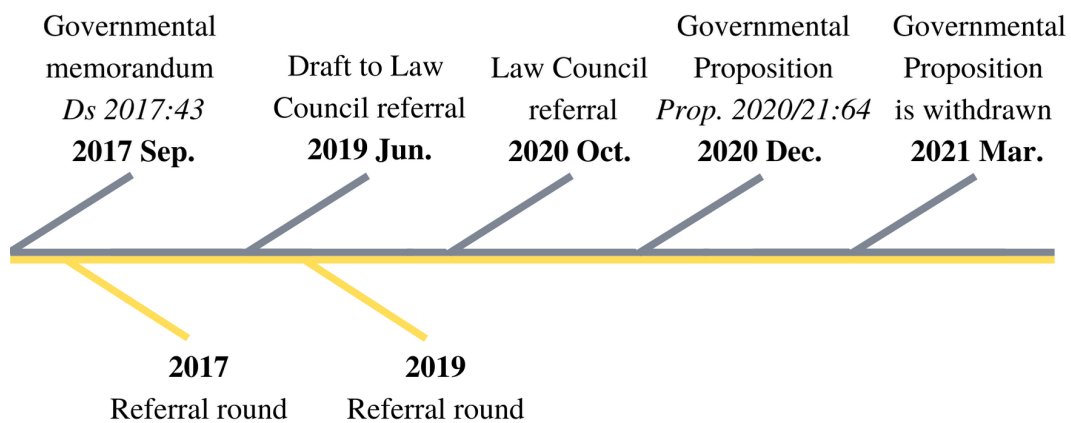 Governmental
memorandum
Ds 2017:43
2017 Sep.
Draft to Law
Council referral
2019 Jun.
Law Council
referral
2020 Oct.
Governmental
Proposition
Prop. 2020/21:64
2020 Dec.
Governmental
Proposition
is withdrawn
2021 Mar.
2017
Referral round
2019
Referral round